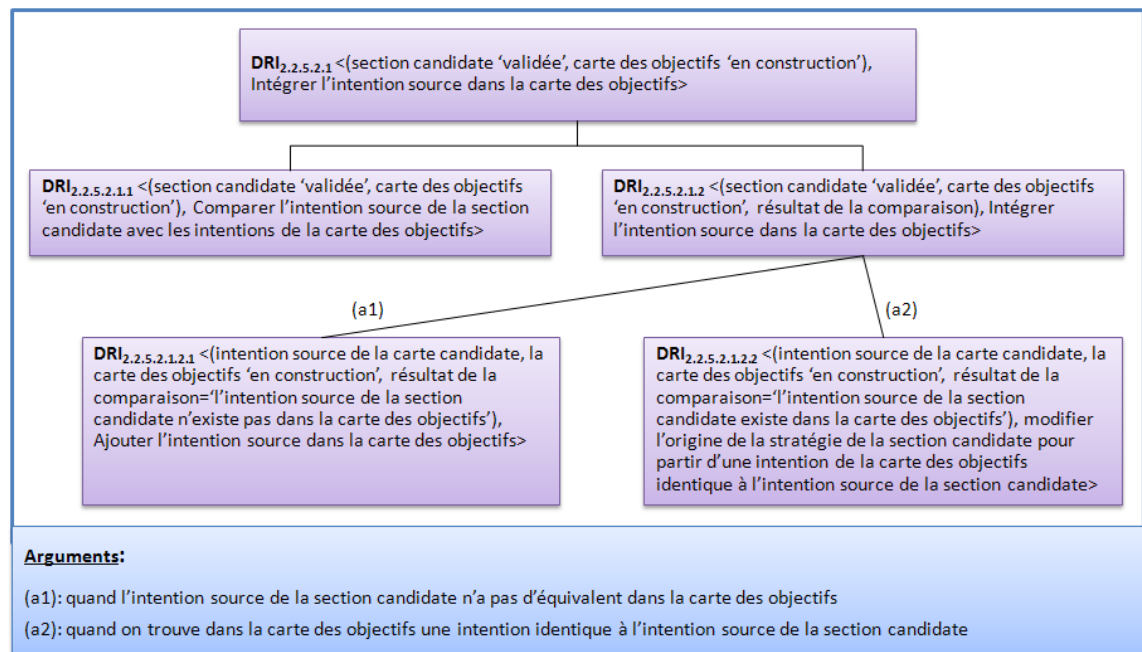 DRI2.2.5.2.1 <(section candidate ‘validée’, carte des objectifs ‘en construction’),
Intégrer l’intention source dans la carte des objectifs>
DRI2.2.5.2.1.1 <(section candidate ‘validée’, carte des objectifs
‘en construction’), Comparer l’intention source de la section
candidate avec les intentions de la carte des objectifs>
DRI2.2.5.2.1.2 <(section candidate ‘validée’, carte des objectifs
‘en construction’, résultat de la comparaison), Intégrer
l’intention source dans la carte des objectifs>
(a1)
(a2)
DRI2.2.5.2.1.2.1 <(intention source de la carte candidate, la
carte des objectifs ‘en construction’, résultat de la
comparaison=‘l’intention source de la section
candidate n’existe pas dans la carte des objectifs’),
Ajouter l’intention source dans la carte des objectifs>
DRI2.2.5.2.1.2.2 <(intention source de la carte candidate, la
carte des objectifs ‘en construction’, résultat de la
comparaison=‘l’intention source de la section
candidate existe dans la carte des objectifs’), modifier
l’origine de la stratégie de la section candidate pour
partir d’une intention de la carte des objectifs
identique à l’intention source de la section candidate>
Arguments:
(a1): quand l’intention source de la section candidate n’a pas d’équivalent dans la carte des objectifs
(a2): quand on trouve dans la carte des objectifs une intention identique à l’intention source de la section candidate